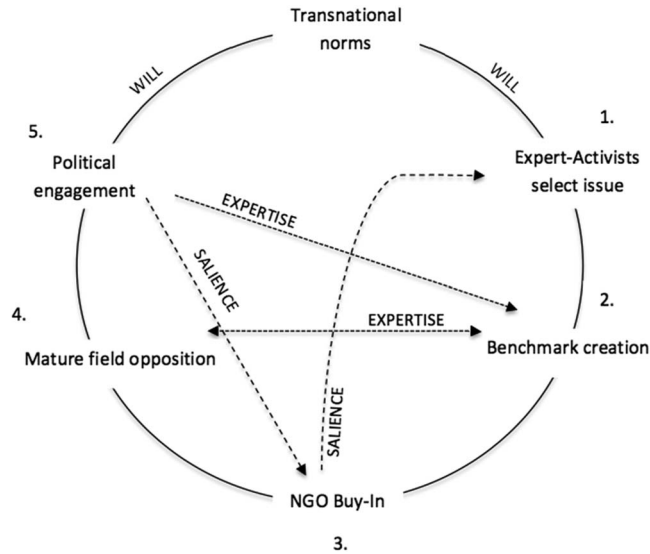 Transnational
norms
WILL
WILL
1.
Expert-Activists
select issue
5.
Political
engagement
EXPERTISE
SALIENCE
2.
Benchmark creation
EXPERTISE
4.
Mature field opposition
SALIENCE
NGO Buy-In
3.